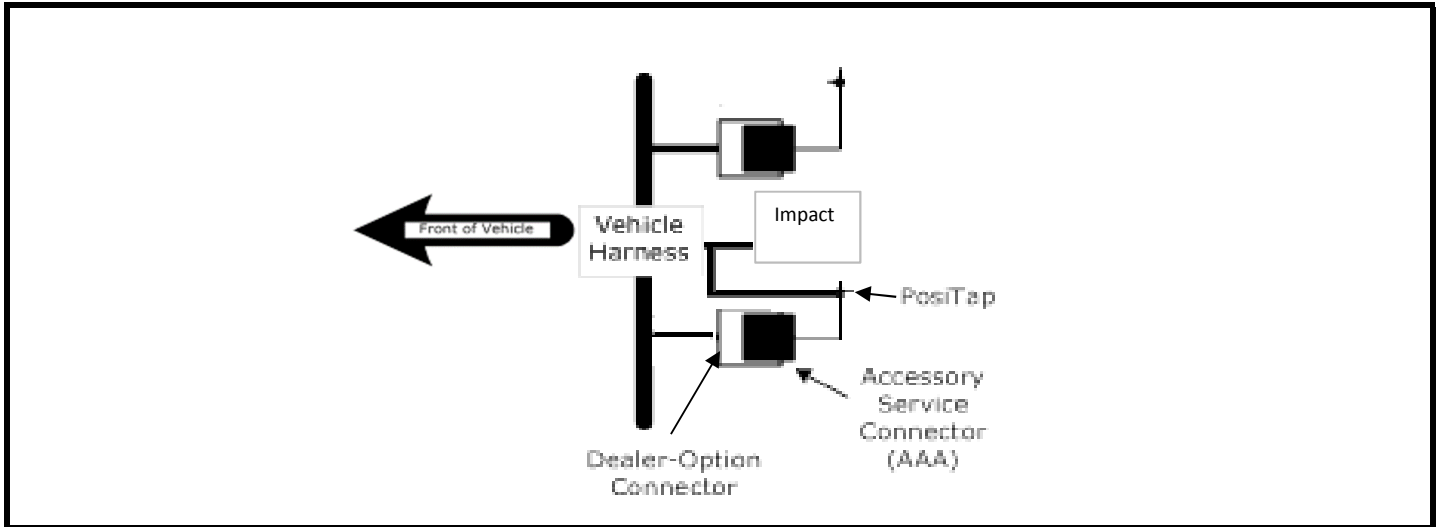 Impact
Front of Vehicle
Vehicle
Harness
PosiTap
Accessory
Service
Connector
(AAA)
Dealer-Option
Connector